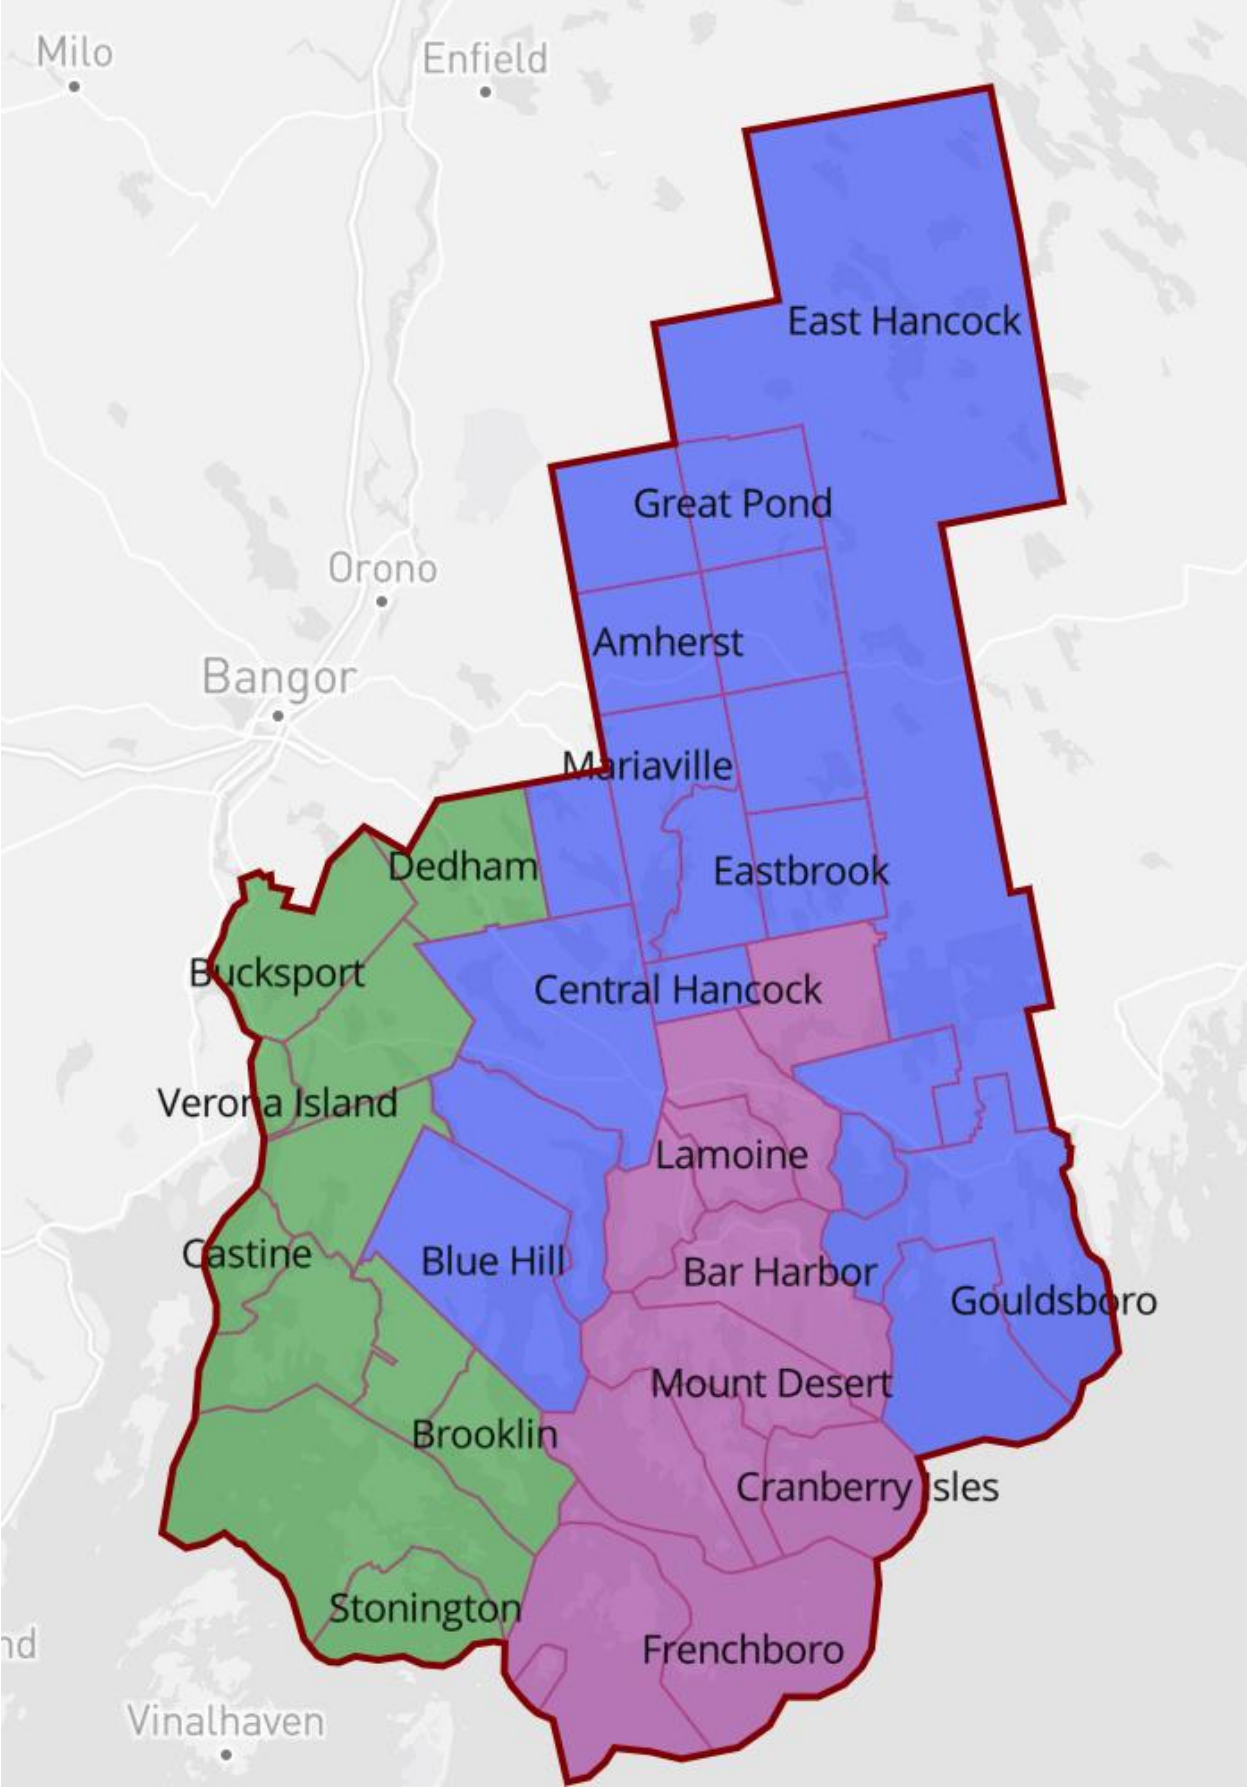 Milo
Enfield
East Hancock
Great Pond
Orono
Amherst
Bangor
Mariaville
Dedham
Eastbrook
Bucksport
Central Hancock
Verona Island
Lamoine
Castine
Blue Hill
Bar Harbor
Gouldsboro
Mount Desert
Brooklin
Cranberry Isles
Stonington
nd
Frenchboro
Vinalhaven